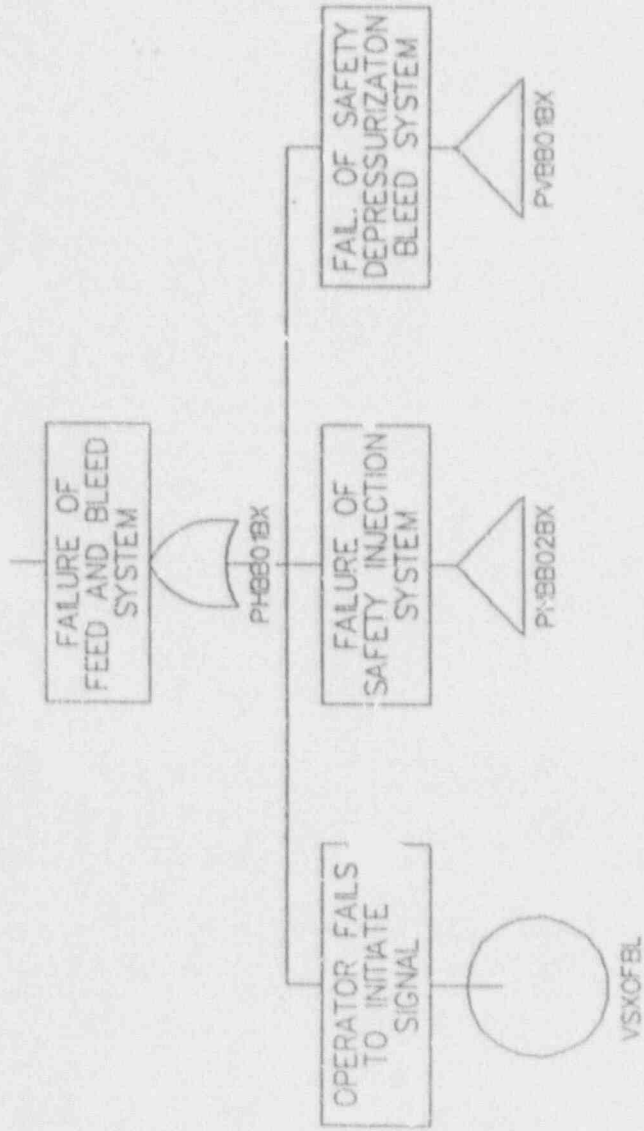 FAILURE OF
FEED AND BLEED
SYSTEM
PHBB01BX
OPERATOR FAILS
TO INITIATE
SIGNAL
VSXOFBL
FAILURE OF
SAFETY INJECTION
SYSTEM
FAIL. OF SAFETY
DEPRESSURIZATON
BLEED SYSTEM
PVBB01BX